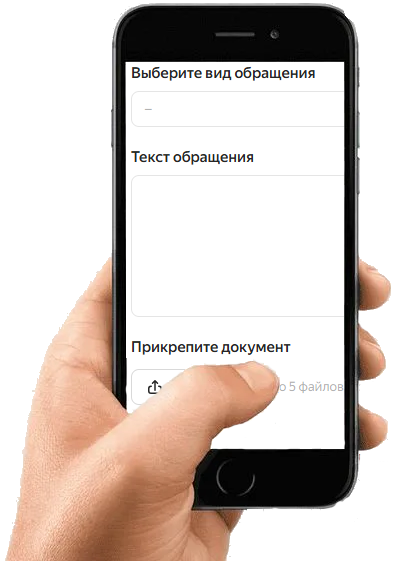 Выберите вид обращения
–
Текст обращения
Прикрепите документ
о 5 файлов